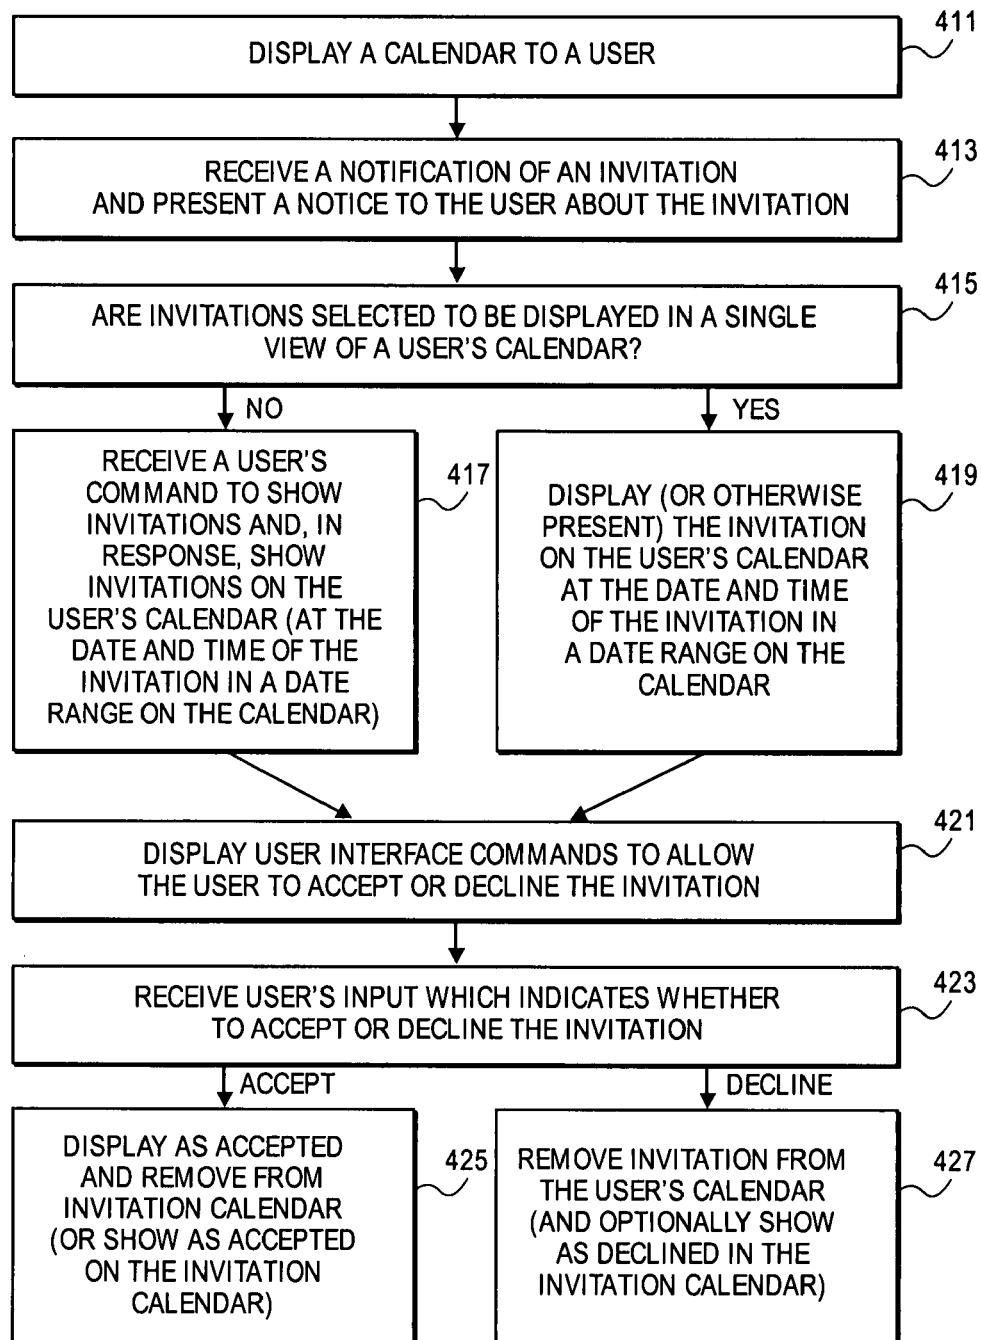 DISPLAY A CALENDAR TO A USER
411
RECEIVE A NOTIFICATION OF AN INVITATION
AND PRESENT A NOTICE TO THE USER ABOUT THE INVITATION
413
ARE INVITATIONS SELECTED TO BE DISPLAYED IN A SINGLE
VIEW OF A USER'S CALENDAR?
415
NO
YES
RECEIVE A USER'S
COMMAND TO SHOW
INVITATIONS AND, IN
RESPONSE, SHOW
INVITATIONS ON THE
USER'S CALENDAR (AT THE
DATE AND TIME OF THE
INVITATION IN A DATE
RANGE ON THE CALENDAR)
417
DISPLAY (OR OTHERWISE
PRESENT) THE INVITATION
ON THE USER'S CALENDAR
AT THE DATE AND TIME
OF THE INVITATION IN
A DATE RANGE ON THE
CALENDAR
419
DISPLAY USER INTERFACE COMMANDS TO ALLOW
THE USER TO ACCEPT OR DECLINE THE INVITATION
421
RECEIVE USER'S INPUT WHICH INDICATES WHETHER
TO ACCEPT OR DECLINE THE INVITATION
423
ACCEPT
DECLINE
DISPLAY AS ACCEPTED
AND REMOVE FROM
INVITATION CALENDAR
(OR SHOW AS ACCEPTED
ON THE INVITATION
CALENDAR)
425
REMOVE INVITATION FROM
THE USER'S CALENDAR
(AND OPTIONALLY SHOW
AS DECLINED IN THE
INVITATION CALENDAR)
427